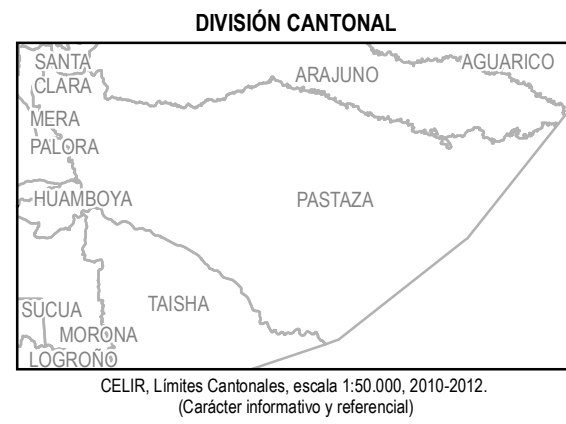 DIVISIÓN CANTONAL
SANTA
CLARA
ARAJUNO
AGUARICO
MERA
PALORA
HUAMBOYA
PASTAZA
SUCUA
TAISHA
MORONA
LOGROÑO
CELIR, Límites Cantonales, escala 1:50.000, 2010-2012.
(Carácter informativo y referencial)